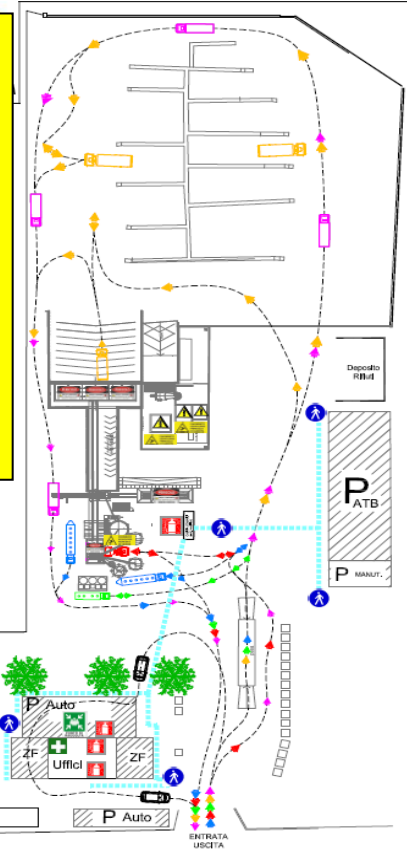 Deposito
Rifiuti
P
ATB
P MANUT.
P Auto
ZF
Uffici
ZF
P Auto
ENTRATA
USCITA